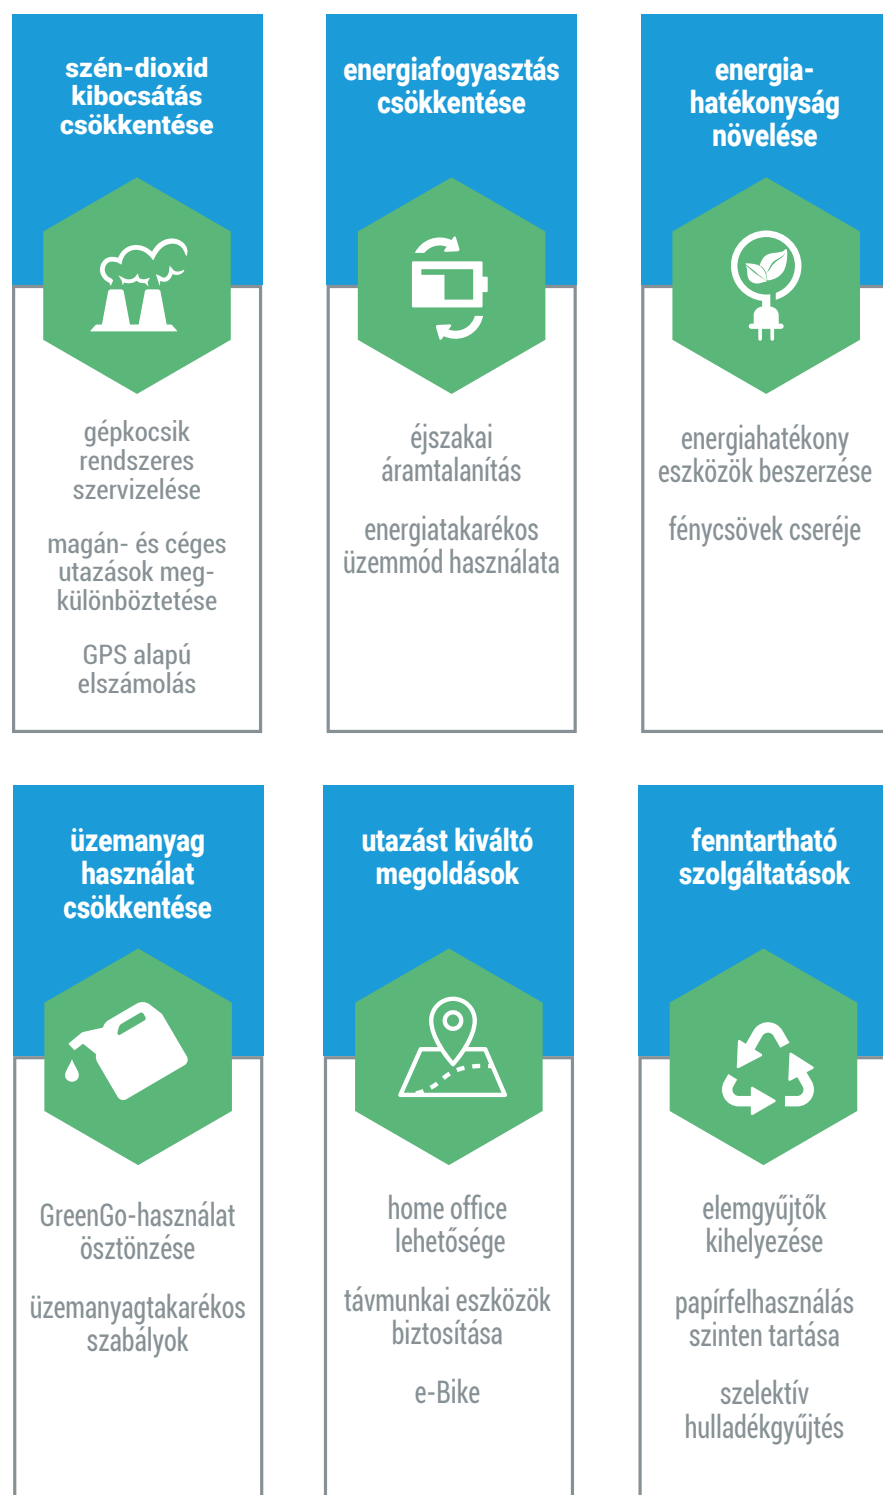 szén-dioxid
kibocsátás
csökkentése
gépkocsik
rendszeres
szervizelése
magán- és céges
utazások meg-
különböztetése
GPS alapú
elszámolás
energiafogyasztás
csökkentése
éjszakai
áramtalanítás
energiatakarékos
üzemmód használata
energia-
hatékonyság
növelése
energiahatékony
eszközök beszerzése
fénycsövek cseréje
üzemanyag
használat
csökkentése
GreenGo-használat
ösztönzése
üzemanyagtakarékos
szabályok
utazást kiváltó
megoldások
home office
lehetősége
távmunkai eszközök
biztosítása
e-Bike
fenntartható
szolgáltatások
elemgyűjtők
kihelyezése
papírfelhasználás
szinten tartása
szelektív
hulladékgyűjtés